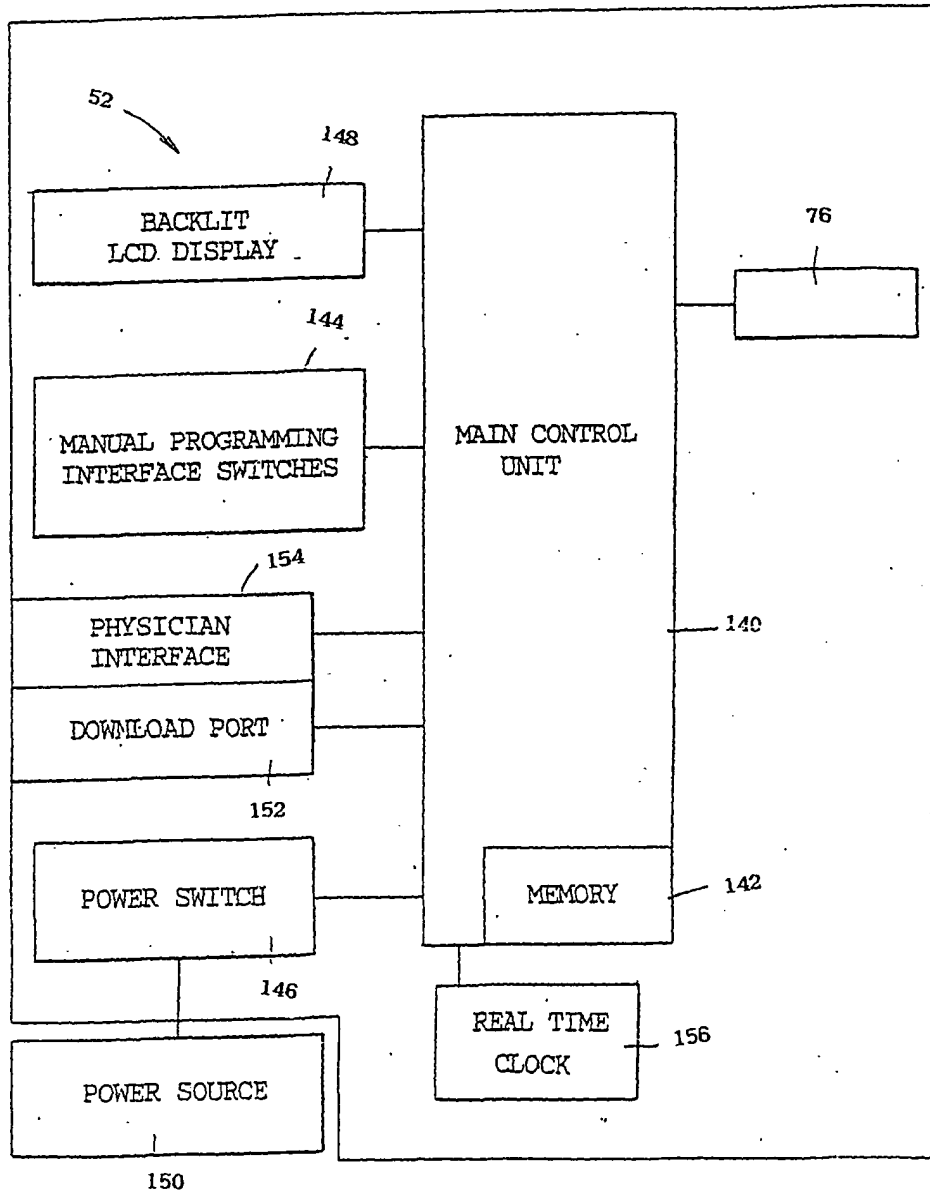 52
148
BACKLIT
LCD DISPLAY
76
144
MANUAL PROGRAMMING
INTERFACE SWITCHES
MAIN CONTROL
UNIT
154
PHYSICIAN
INTERFACE
140
DOWNLOAD PORT
152
POWER SWITCH
MEMORY
142
146
REAL TIME
CLOCK
156
POWER SOURCE
150